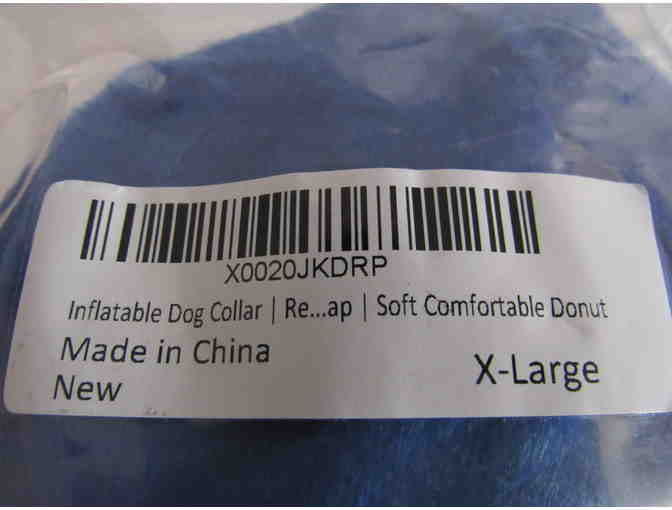 X0020JKDRP
Inflatable Dog Collar | Re...ap | Soft Comfortable Donut
Made in China
New
X-Large